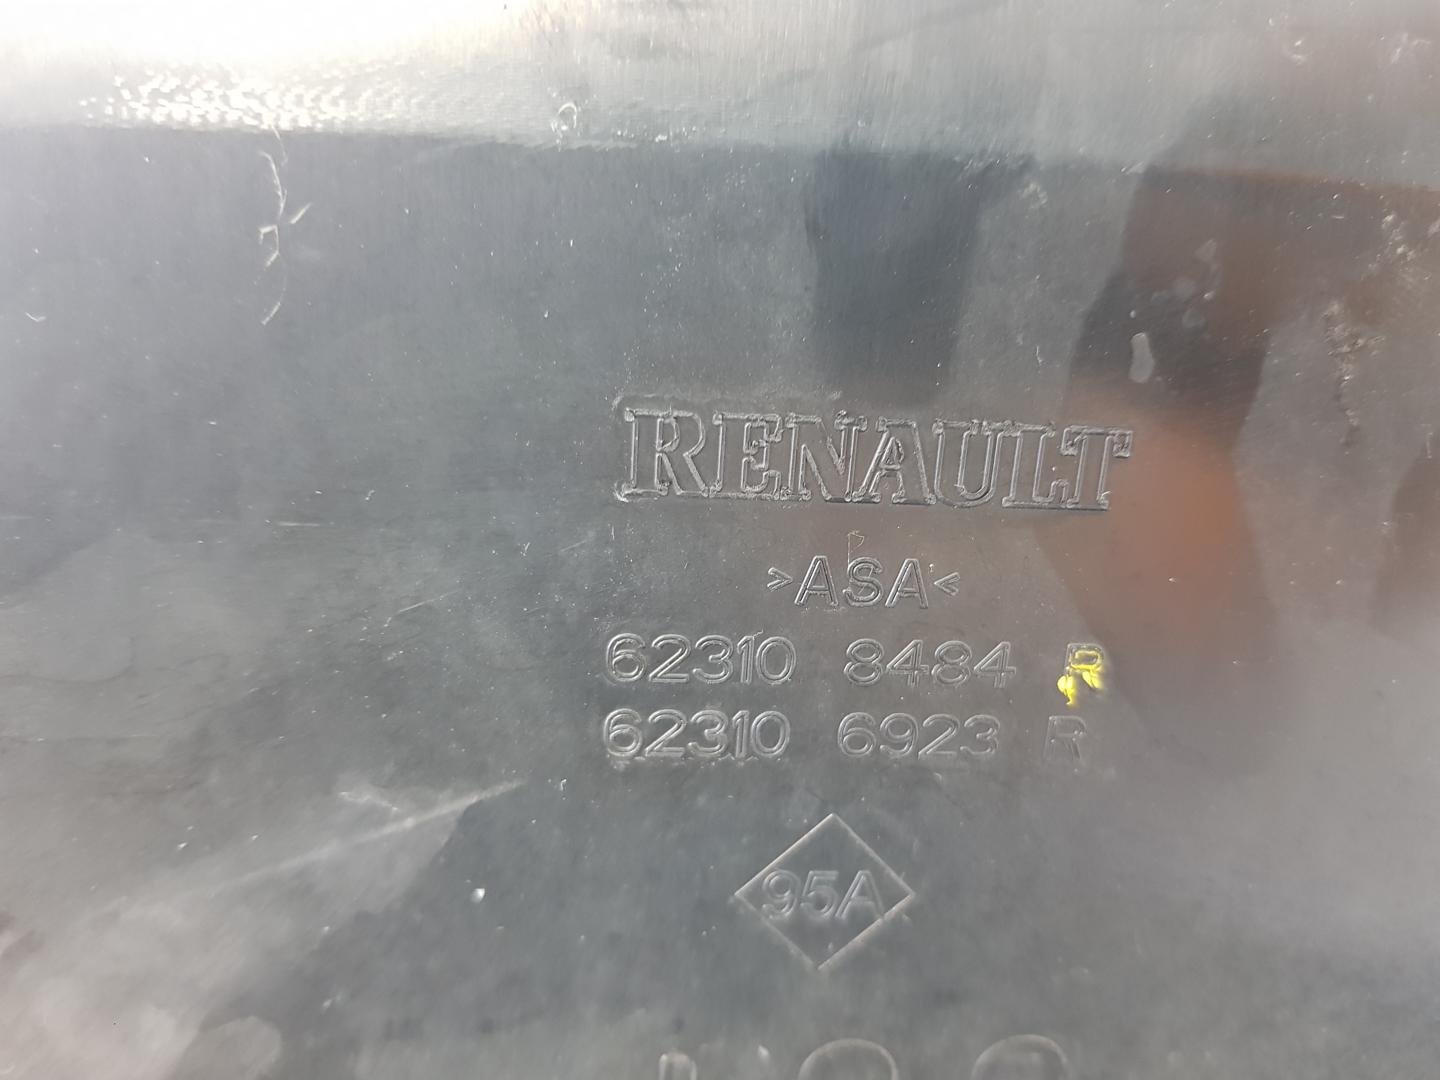 RENAULT
>ASA<
62310 8484 R
62310 6923 R
95A